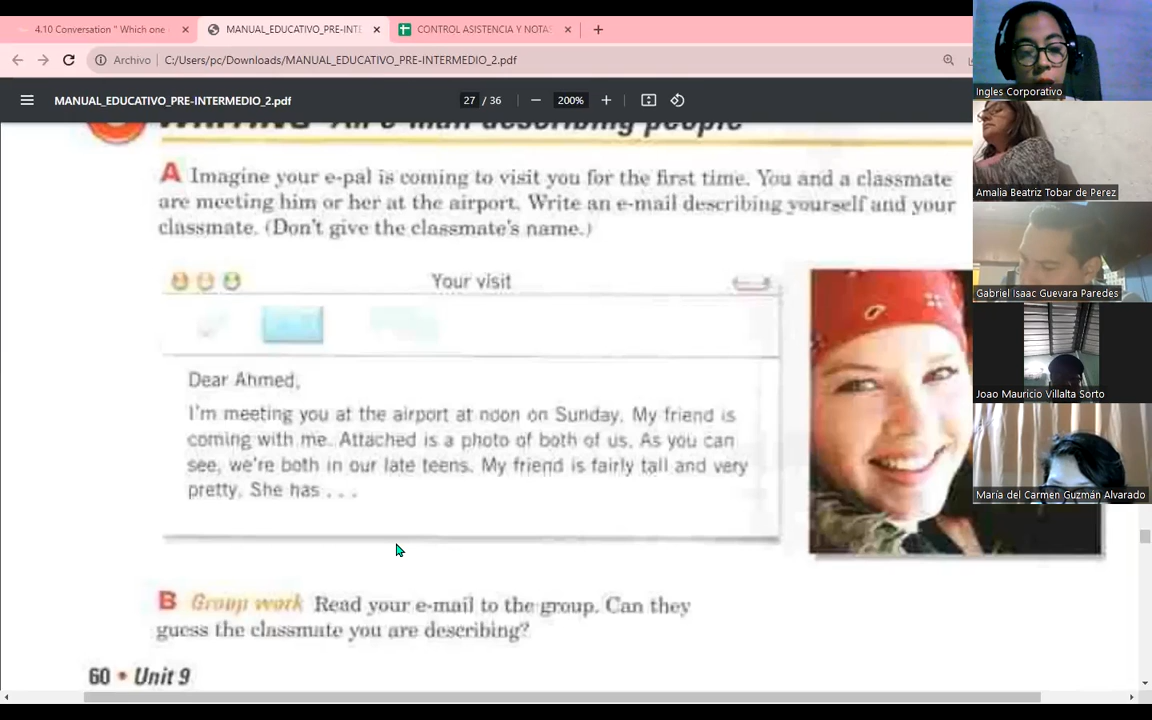 4.10 Conversation " Which one
MANUAL_EDUCATIVO_PRE-INTE
CONTROL ASISTENCIA Y NOTAS
Archivo
C:/Users/pc/Downloads/MANUAL_EDUCATIVO_PRE-INTERMEDIO_2.pdf
MANUAL_EDUCATIVO_PRE-INTERMEDIO_2.pdf
27 / 36
200%
An e-mail describing people
A Imagine your e-pal is coming to visit you for the first time. You and a classmate
are meeting him or her at the airport. Write an e-mail describing yourself and your
classmate. (Don't give the classmate's name.)
Your visit
Dear Ahmed,
I'm meeting you at the airport at noon on Sunday. My friend is
coming with me. Attached is a photo of both of us. As you can
see, we're both in our late teens. My friend is fairly tall and very
pretty. She has . . .
B Group work Read your e-mail to the group. Can they
guess the classmate you are describing?
60 • Unit 9
Ingles Corporativo
Amalia Beatriz Tobar de Perez
Gabriel Isaac Guevara Paredes
Joao Mauricio Villalta Sorto
María del Carmen Guzmán Alvarado